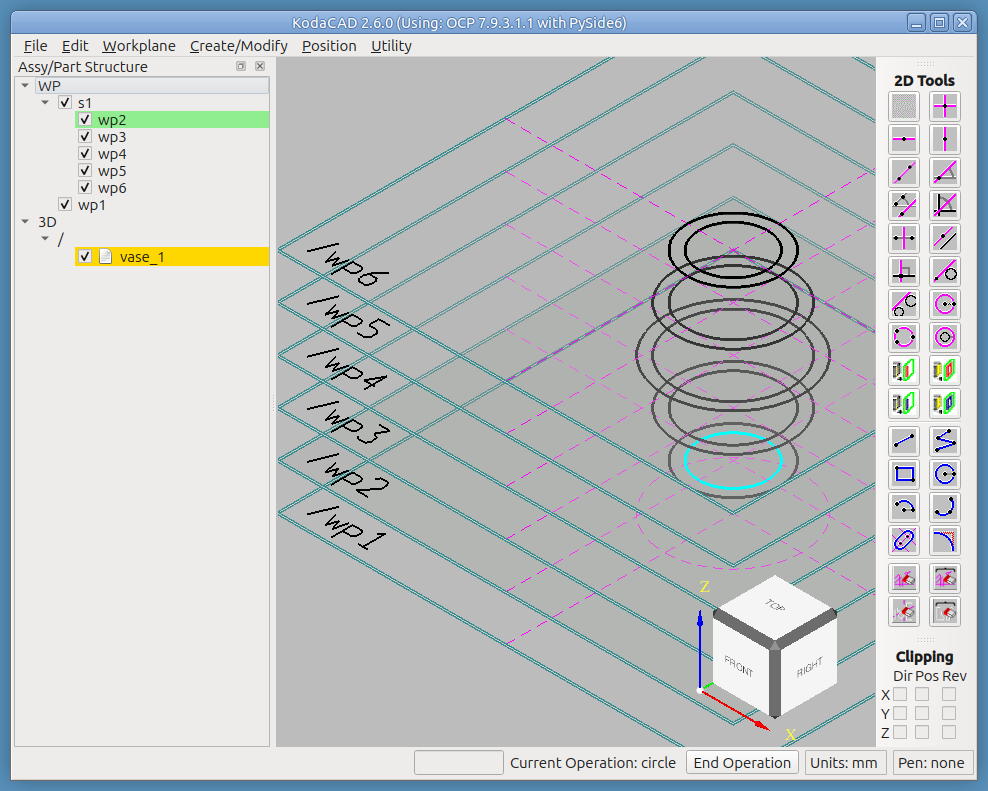 KodaCAD 2.6.0 (Using: OCP 7.9.3.1.1 with PySide6)
File Edit Workplane Create/Modify Position Utility
Assy/Part Structure
WP
s1
wp2
wp3
wp4
wp5
wp6
wp1
3D
/
vase_1
/wp6
/wp5
/wp4
/wp3
/wp2
/wp1
Z
TOP
FRONT
RIGHT
X
2D Tools
Clipping
Dir Pos Rev
X
Y
Z
Current Operation: circle End Operation Units: mm Pen: none